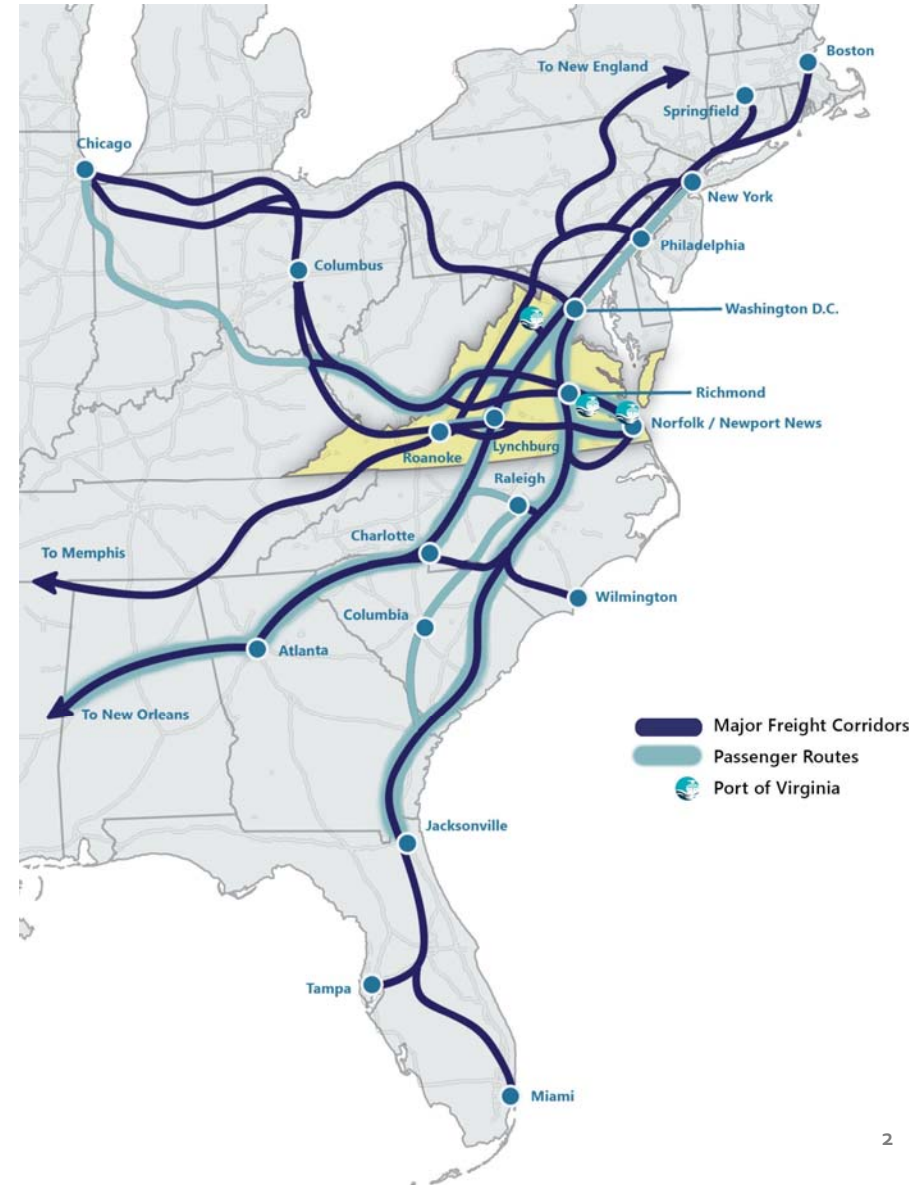 Boston
To New England
Springfield
Chicago
New York
Philadelphia
Columbus
Washington D.C.
Richmond
Norfolk / Newport News
Lynchburg
Roanoke
Raleigh
Charlotte
To Memphis
Wilmington
Columbia
Atlanta
To New Orleans
Major Freight Corridors
Passenger Routes
Port of Virginia
Jacksonville
Tampa
Miami
2